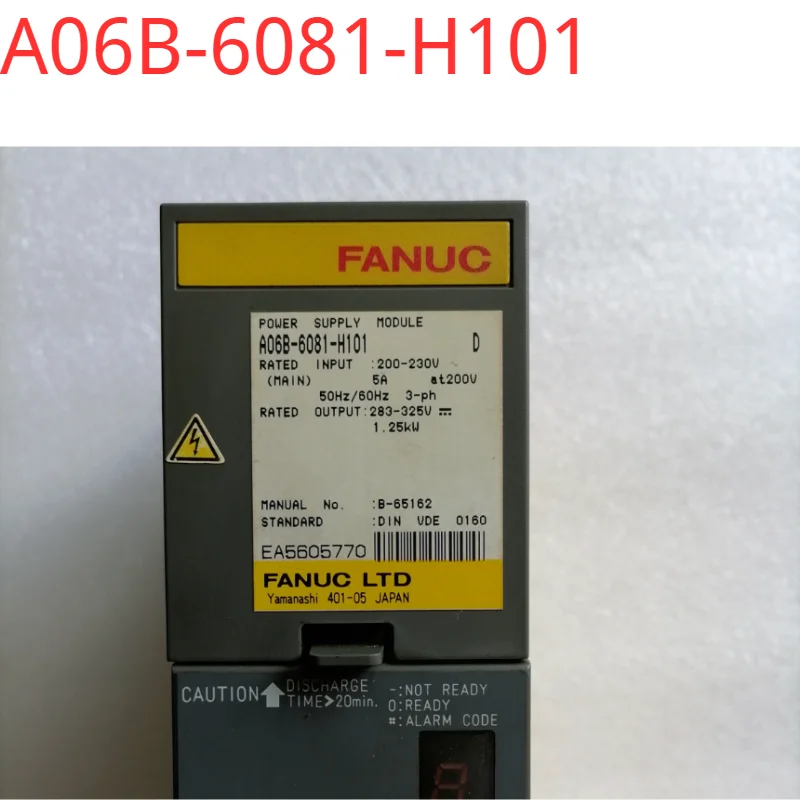 A06B-6081-H101
FANUC
POWER SUPPLY MODULE
A06B-6081-H101 D
RATED INPUT :200-230V
(MAIN) 5A at200V
50Hz/60Hz 3-ph
RATED OUTPUT:283-325V ⎓
1.25kW
MANUAL No. :B-65162
STANDARD :DIN VDE 0160
EA5605770
FANUC LTD
Yamanashi 401-05 JAPAN
CAUTION DISCHARGE TIME>20min.
-:NOT READY
0:READY
#:ALARM CODE